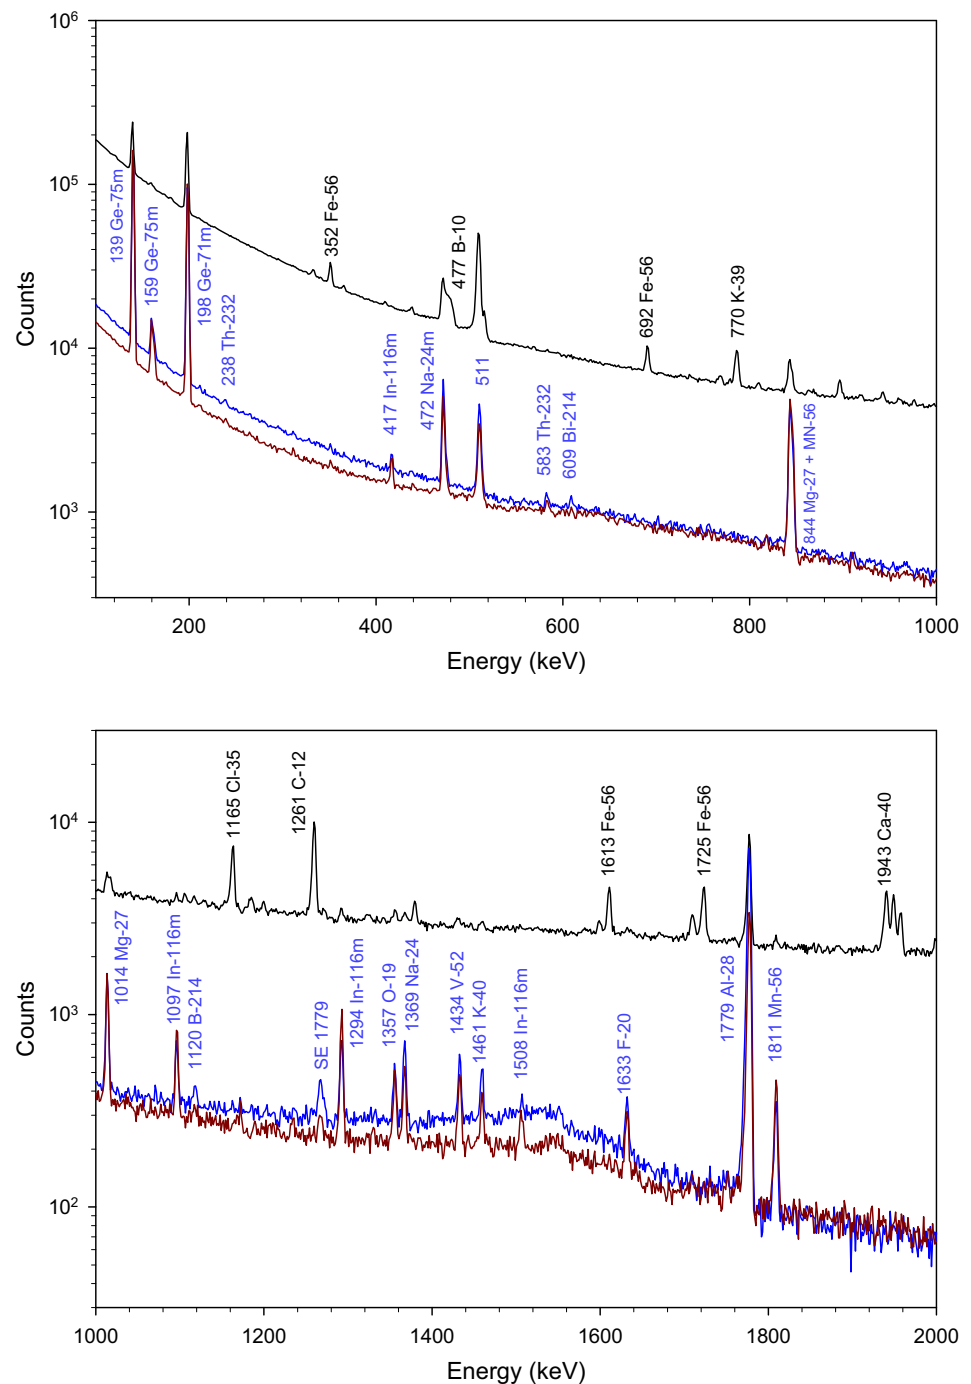 10^6
10^5
10^4
10^3
Counts
139 Ge-75m
159 Ge-75m
198 Ge-71m
238 Th-232
352 Fe-56
417 In-116m
472 Na-24m
477 B-10
511
583 Th-232
609 Bi-214
692 Fe-56
770 K-39
844 Mg-27 + MN-56
200 400 600 800 1000
Energy (keV)
10^4
10^3
10^2
Counts
1014 Mg-27
1097 In-116m
1120 B-214
1165 Cl-35
1261 C-12
SE 1779
1294 In-116m
1357 O-19
1369 Na-24
1434 V-52
1461 K-40
1508 In-116m
1613 Fe-56
1633 F-20
1725 Fe-56
1779 Al-28
1811 Mn-56
1943 Ca-40
1000 1200 1400 1600 1800 2000
Energy (keV)